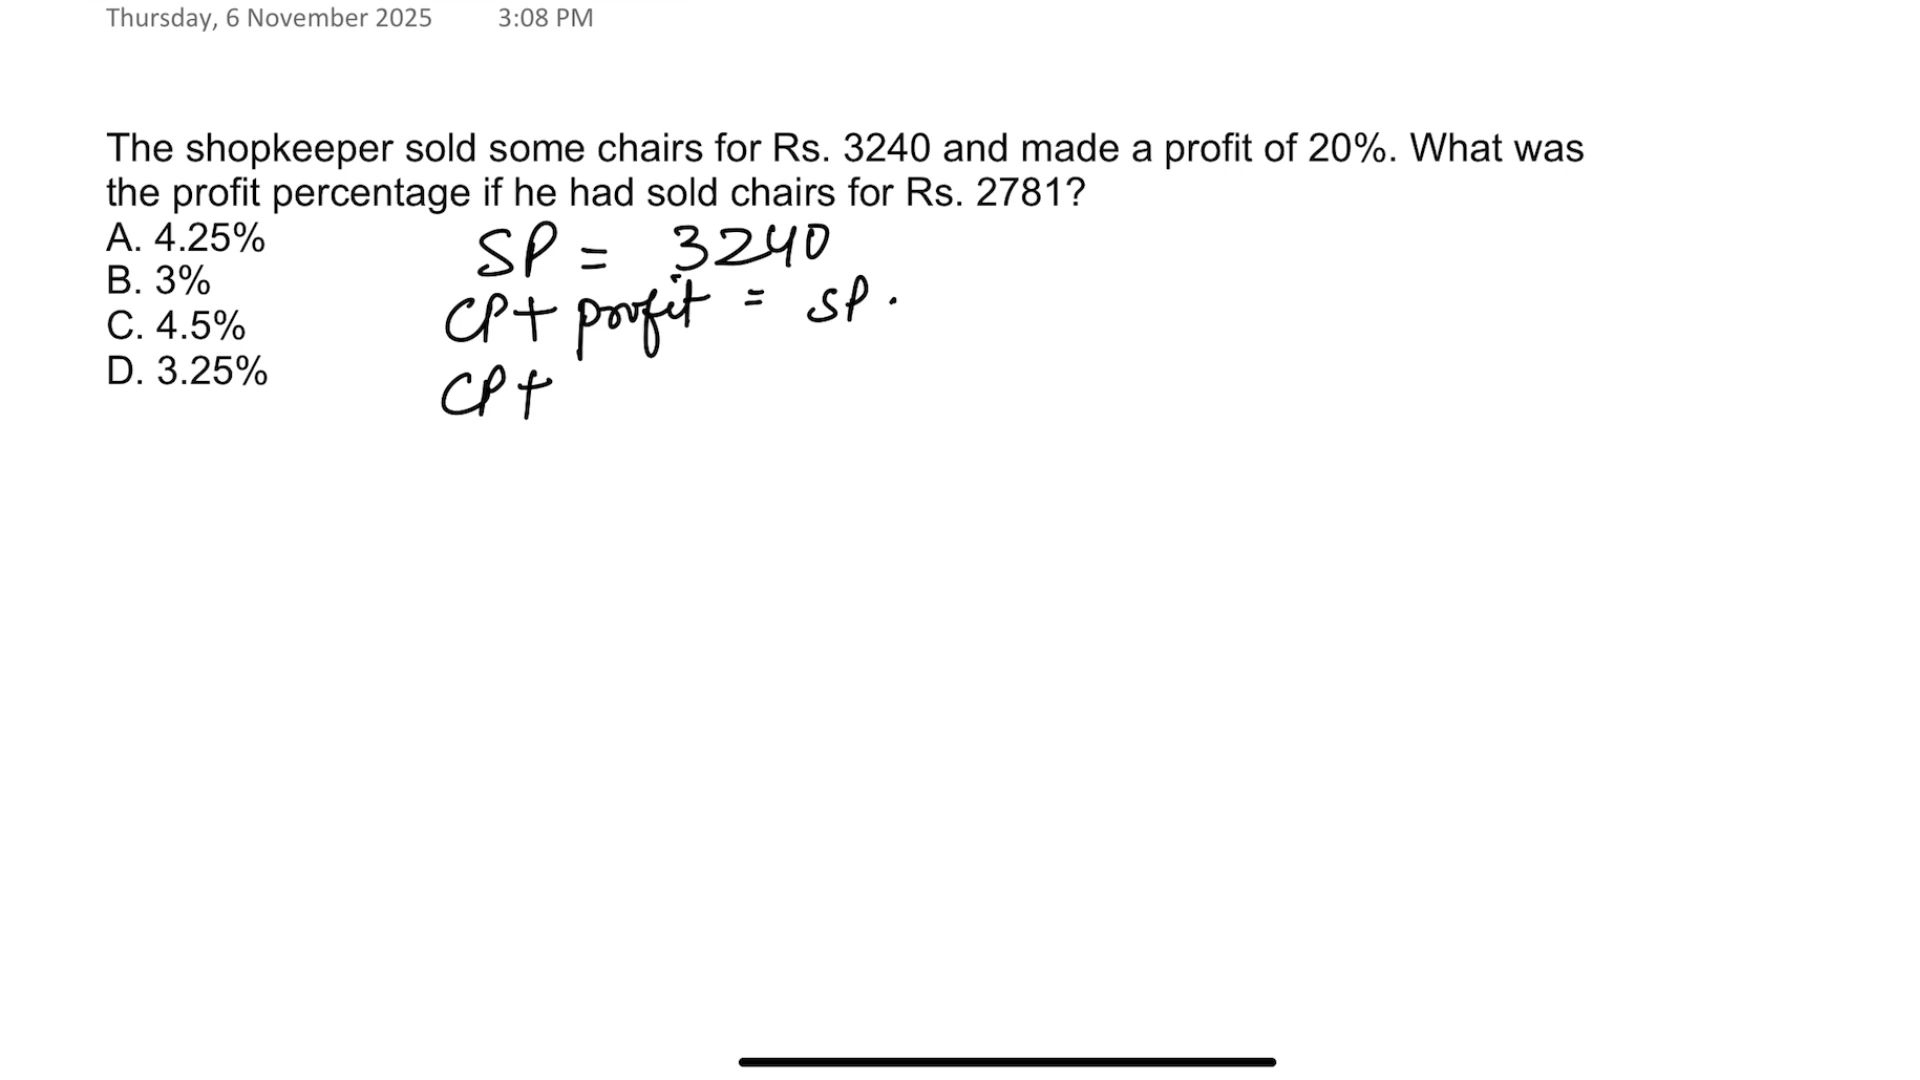 Thursday, 6 November 2025 3:08 PM
The shopkeeper sold some chairs for Rs. 3240 and made a profit of 20%. What was
the profit percentage if he had sold chairs for Rs. 2781?
A. 4.25%
B. 3%
C. 4.5%
D. 3.25%
SP = 3240
CP + profit = SP.
CP +